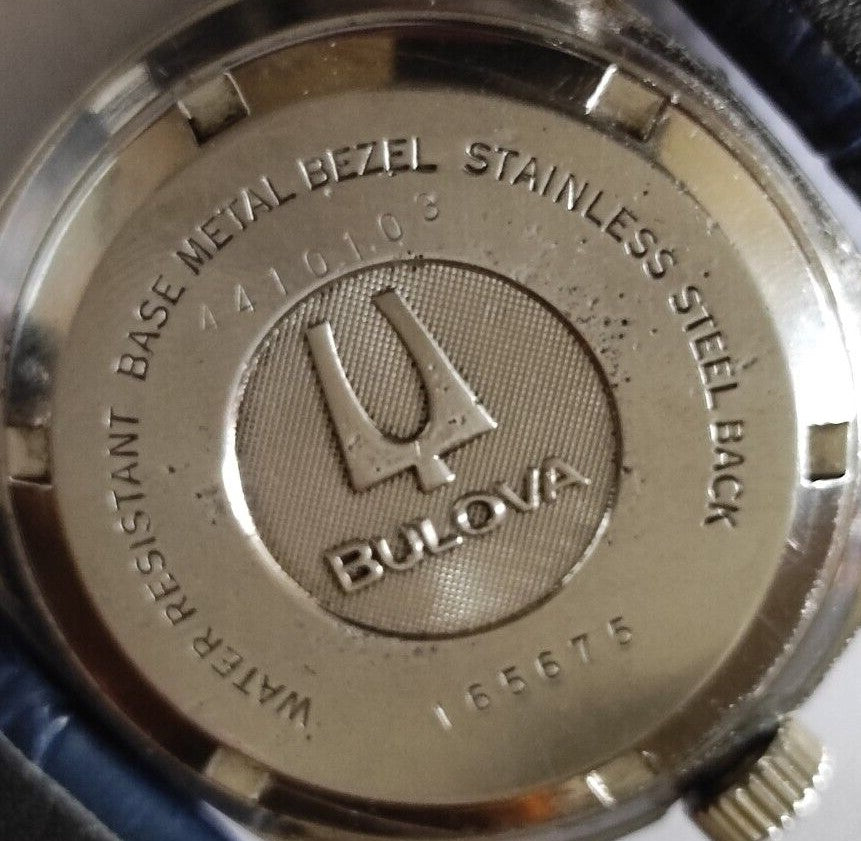 WATER RESISTANT BASE METAL BEZEL STAINLESS STEEL BACK
4410103
BULOVA
165675